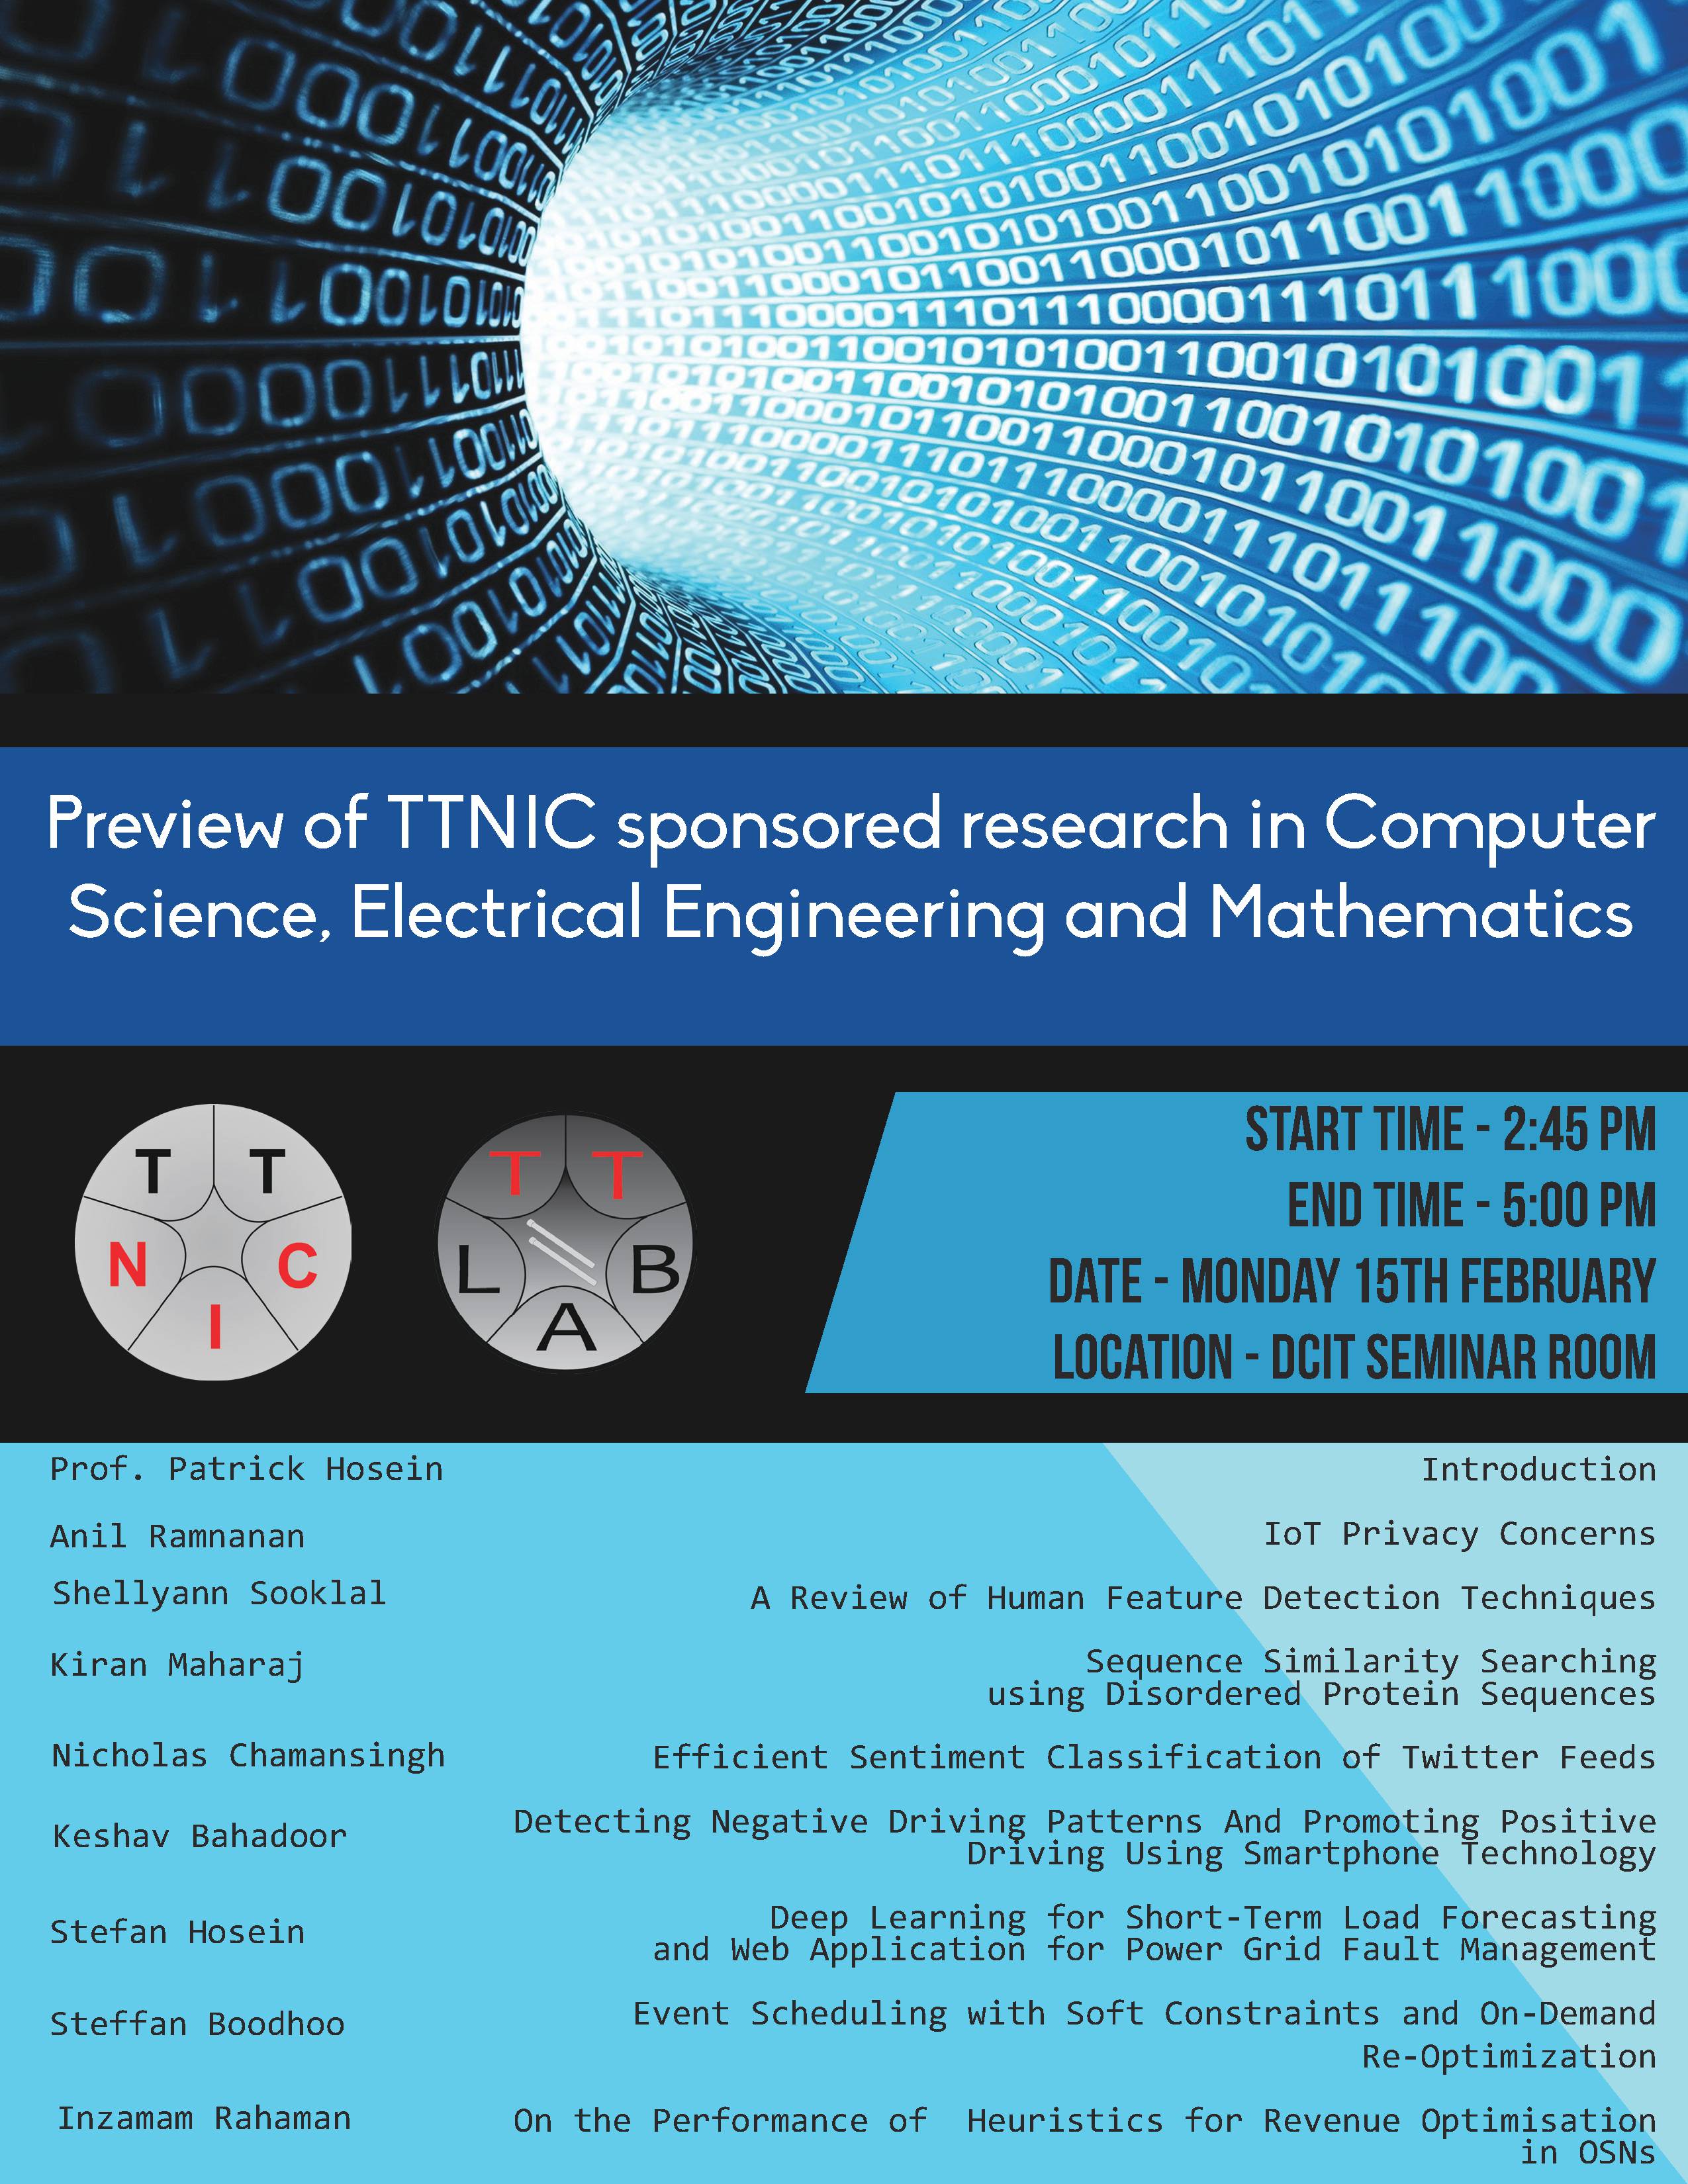 Preview of TTNIC sponsored research in Computer
Science, Electrical Engineering and Mathematics
T T
N C
I
T T
L B
A
START TIME - 2:45 PM
END TIME - 5:00 PM
DATE - MONDAY 15TH FEBRUARY
LOCATION - DCIT SEMINAR ROOM
Prof. Patrick Hosein Introduction
Anil Ramnanan IoT Privacy Concerns
Shellyann Sooklal A Review of Human Feature Detection Techniques
Kiran Maharaj Sequence Similarity Searching
using Disordered Protein Sequences
Nicholas Chamansingh Efficient Sentiment Classification of Twitter Feeds
Keshav Bahadoor Detecting Negative Driving Patterns And Promoting Positive
Driving Using Smartphone Technology
Stefan Hosein Deep Learning for Short-Term Load Forecasting
and Web Application for Power Grid Fault Management
Steffan Boodhoo Event Scheduling with Soft Constraints and On-Demand
Re-Optimization
Inzamam Rahaman On the Performance of Heuristics for Revenue Optimisation
in OSNs